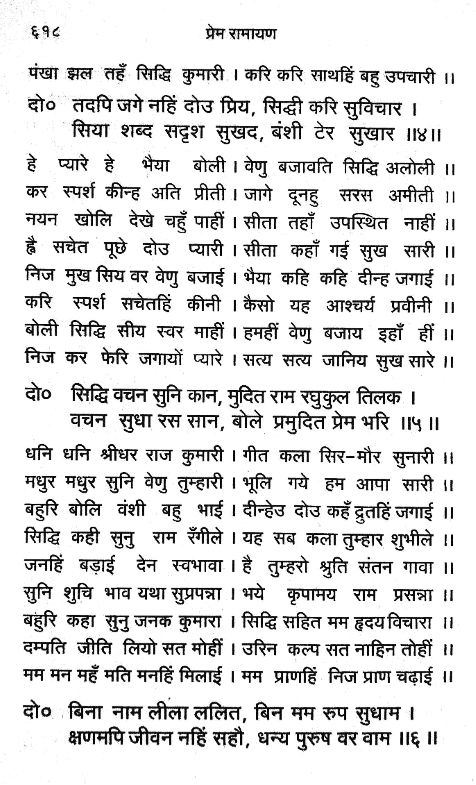 ६१८ प्रेम रामायण
पंखा झल तहँ सिद्धि कुमारी । करि करि साथहिं बहु उपचारी ।।
दो० तदपि जगे नहिं दोउ प्रिय, सिद्धी करि सुविचार ।
सिया शब्द सदृश सुखद, बंशी टेर सुखार ।।४।।
हे प्यारे हे भैया बोली । वेणु बजावति सिद्धि अलोली ।।
कर स्पर्श कीन्ह अति प्रीती । जागे दूनहु सरस अमीती ।।
नयन खोलि देखे चहुँ पाहीं । सीता तहाँ उपस्थित नाहीं ।।
ह्वै सचेत पूछे दोउ प्यारी । सीता कहाँ गई सुख सारी ।।
निज मुख सिय वर वेणु बजाई । भैया कहि कहि दीन्ह जगाई ।।
करि स्पर्श सचेतहिं कीनी । कैसो यह आश्चर्य प्रवीनी ।।
बोली सिद्धि सीय स्वर माहीं । हमहीं वेणु बजाय इहाँ हीं ।।
निज कर फेरि जगायों प्यारे । सत्य सत्य जानिय सुख सारे ।।
दो० सिद्धि वचन सुनि कान, मुदित राम रघुकुल तिलक ।
वचन सुधा रस सान, बोले प्रमुदित प्रेम भरि ।।५।।
धनि धनि श्रीधर राज कुमारी । गीत कला सिर-मौर सुनारी ।।
मधुर मधुर सुनि वेणु तुम्हारी । भूलि गये हम आपा सारी ।।
बहुरि बोलि वंशी बहु भाई । दीन्हेउ दोउ कहँ द्रुतहिं जगाई ।।
सिद्धि कही सुनु राम रँगीले । यह सब कला तुम्हार शुभीले ।।
जनहिं बड़ाई देन स्वभावा । है तुम्हरो श्रुति संतन गावा ।।
सुनि शुचि भाव यथा सुप्रपन्ना । भये कृपामय राम प्रसन्ना ।।
बहुरि कहा सुनु जनक कुमारा । सिद्धि सहित मम हृदय विचारा ।।
दम्पति जीति लियो सत मोहीं । उरिन कल्प सत नाहिन तोहीं ।।
मम मन महँ मति मनहिं मिलाई । मम प्राणहिं निज प्राण चढ़ाई ।।
दो० बिना नाम लीला ललित, बिन मम रुप सुधाम ।
क्षणमपि जीवन नहिं सहौ, धन्य पुरुष वर वाम ।।६।।